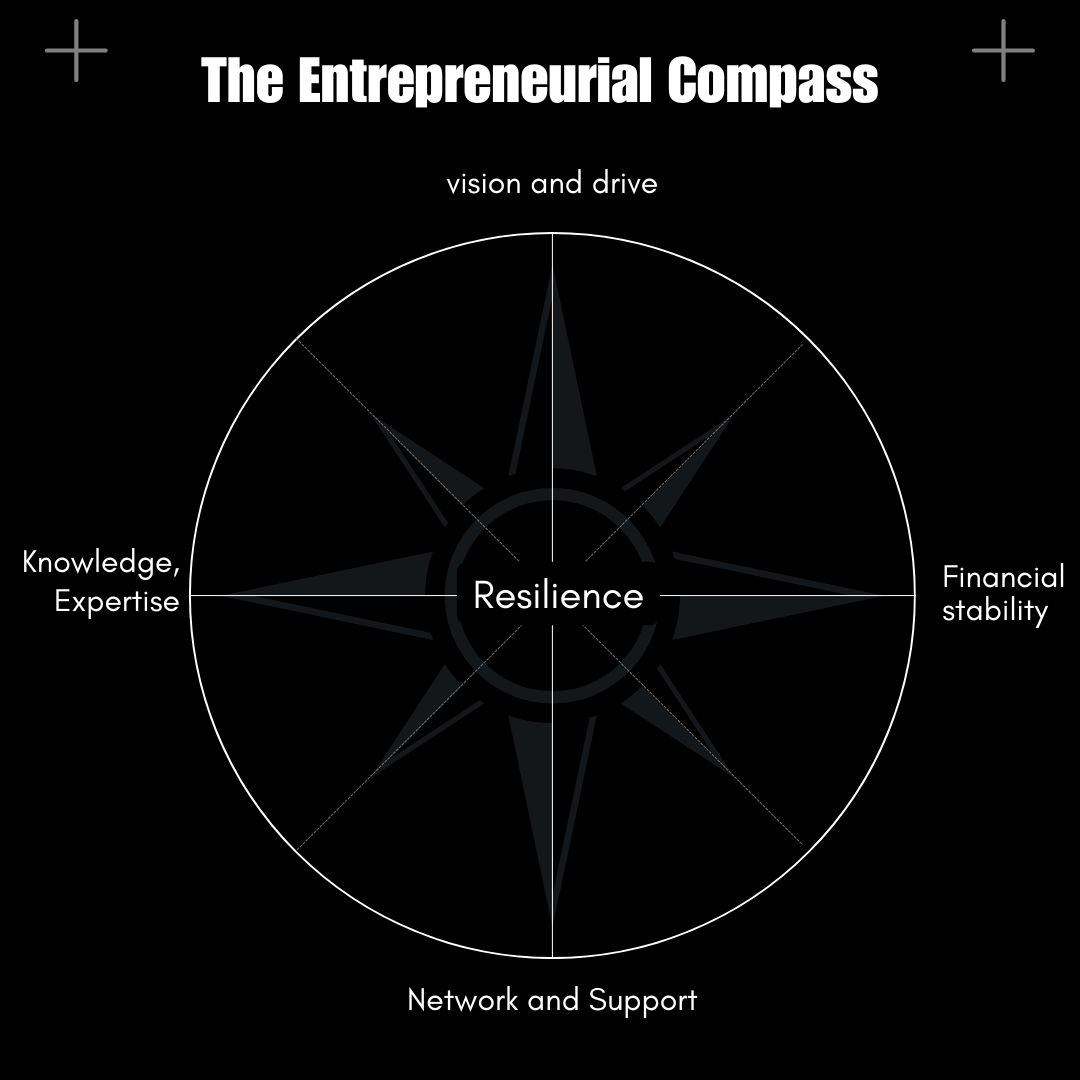 The Entrepreneurial Compass
vision and drive
Knowledge,
Expertise
Resilience
Financial
stability
Network and Support